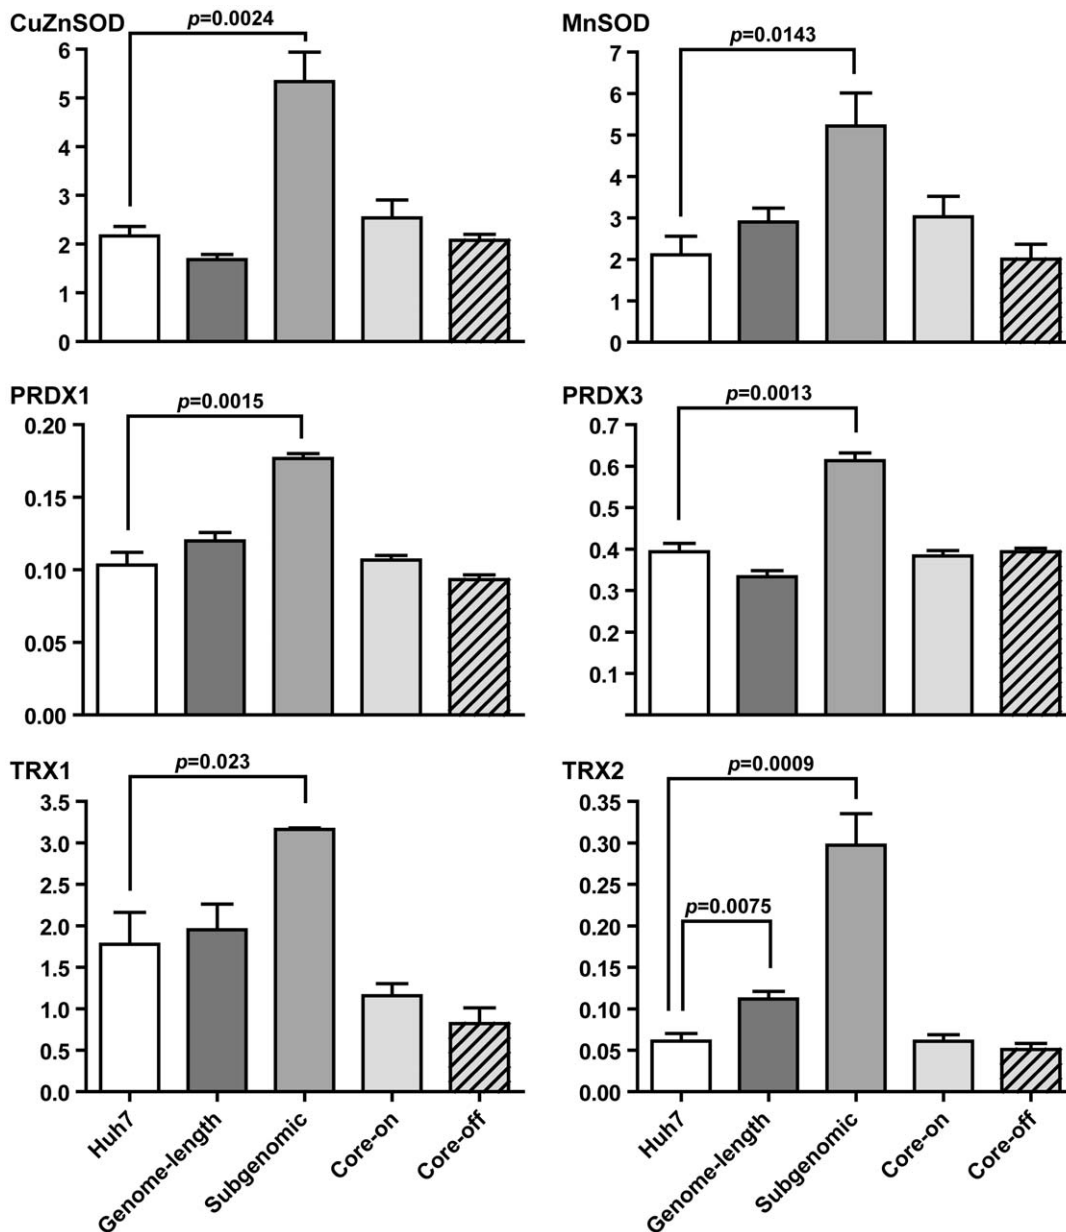 CuZnSOD
p=0.0024
6
5
4
3
2
1
0
MnSOD
p=0.0143
7
6
5
4
3
2
1
0
PRDX1
p=0.0015
0.20
0.15
0.10
0.05
0.00
PRDX3
p=0.0013
0.7
0.6
0.5
0.4
0.3
0.2
0.1
TRX1
p=0.023
3.5
3.0
2.5
2.0
1.5
1.0
0.5
0.0
Huh7
Genome-length
Subgenomic
Core-on
Core-off
TRX2
p=0.0009
p=0.0075
0.35
0.30
0.25
0.20
0.15
0.10
0.05
0.00
Huh7
Genome-length
Subgenomic
Core-on
Core-off